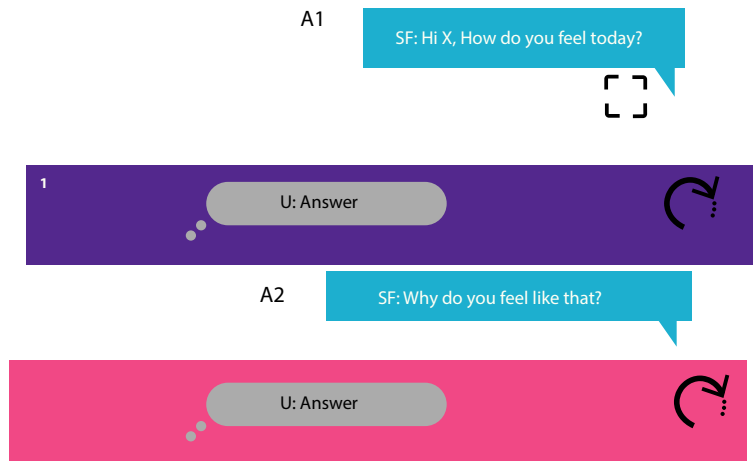 A1
SF: Hi X, How do you feel today?
1
U: Answer
A2
SF: Why do you feel like that?
U: Answer